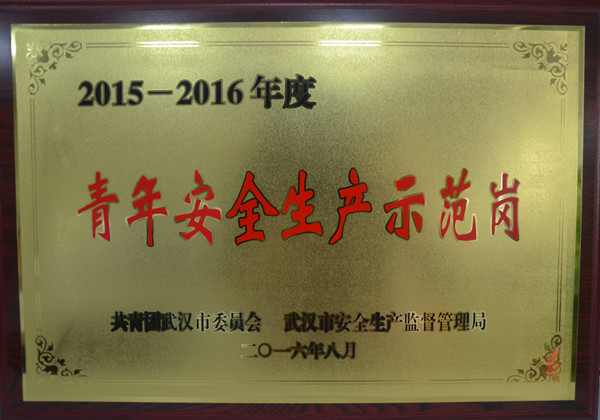 2015－2016年度
青年安全生产示范岗
共青团武汉市委员会 武汉市安全生产监督管理局
二〇一六年八月